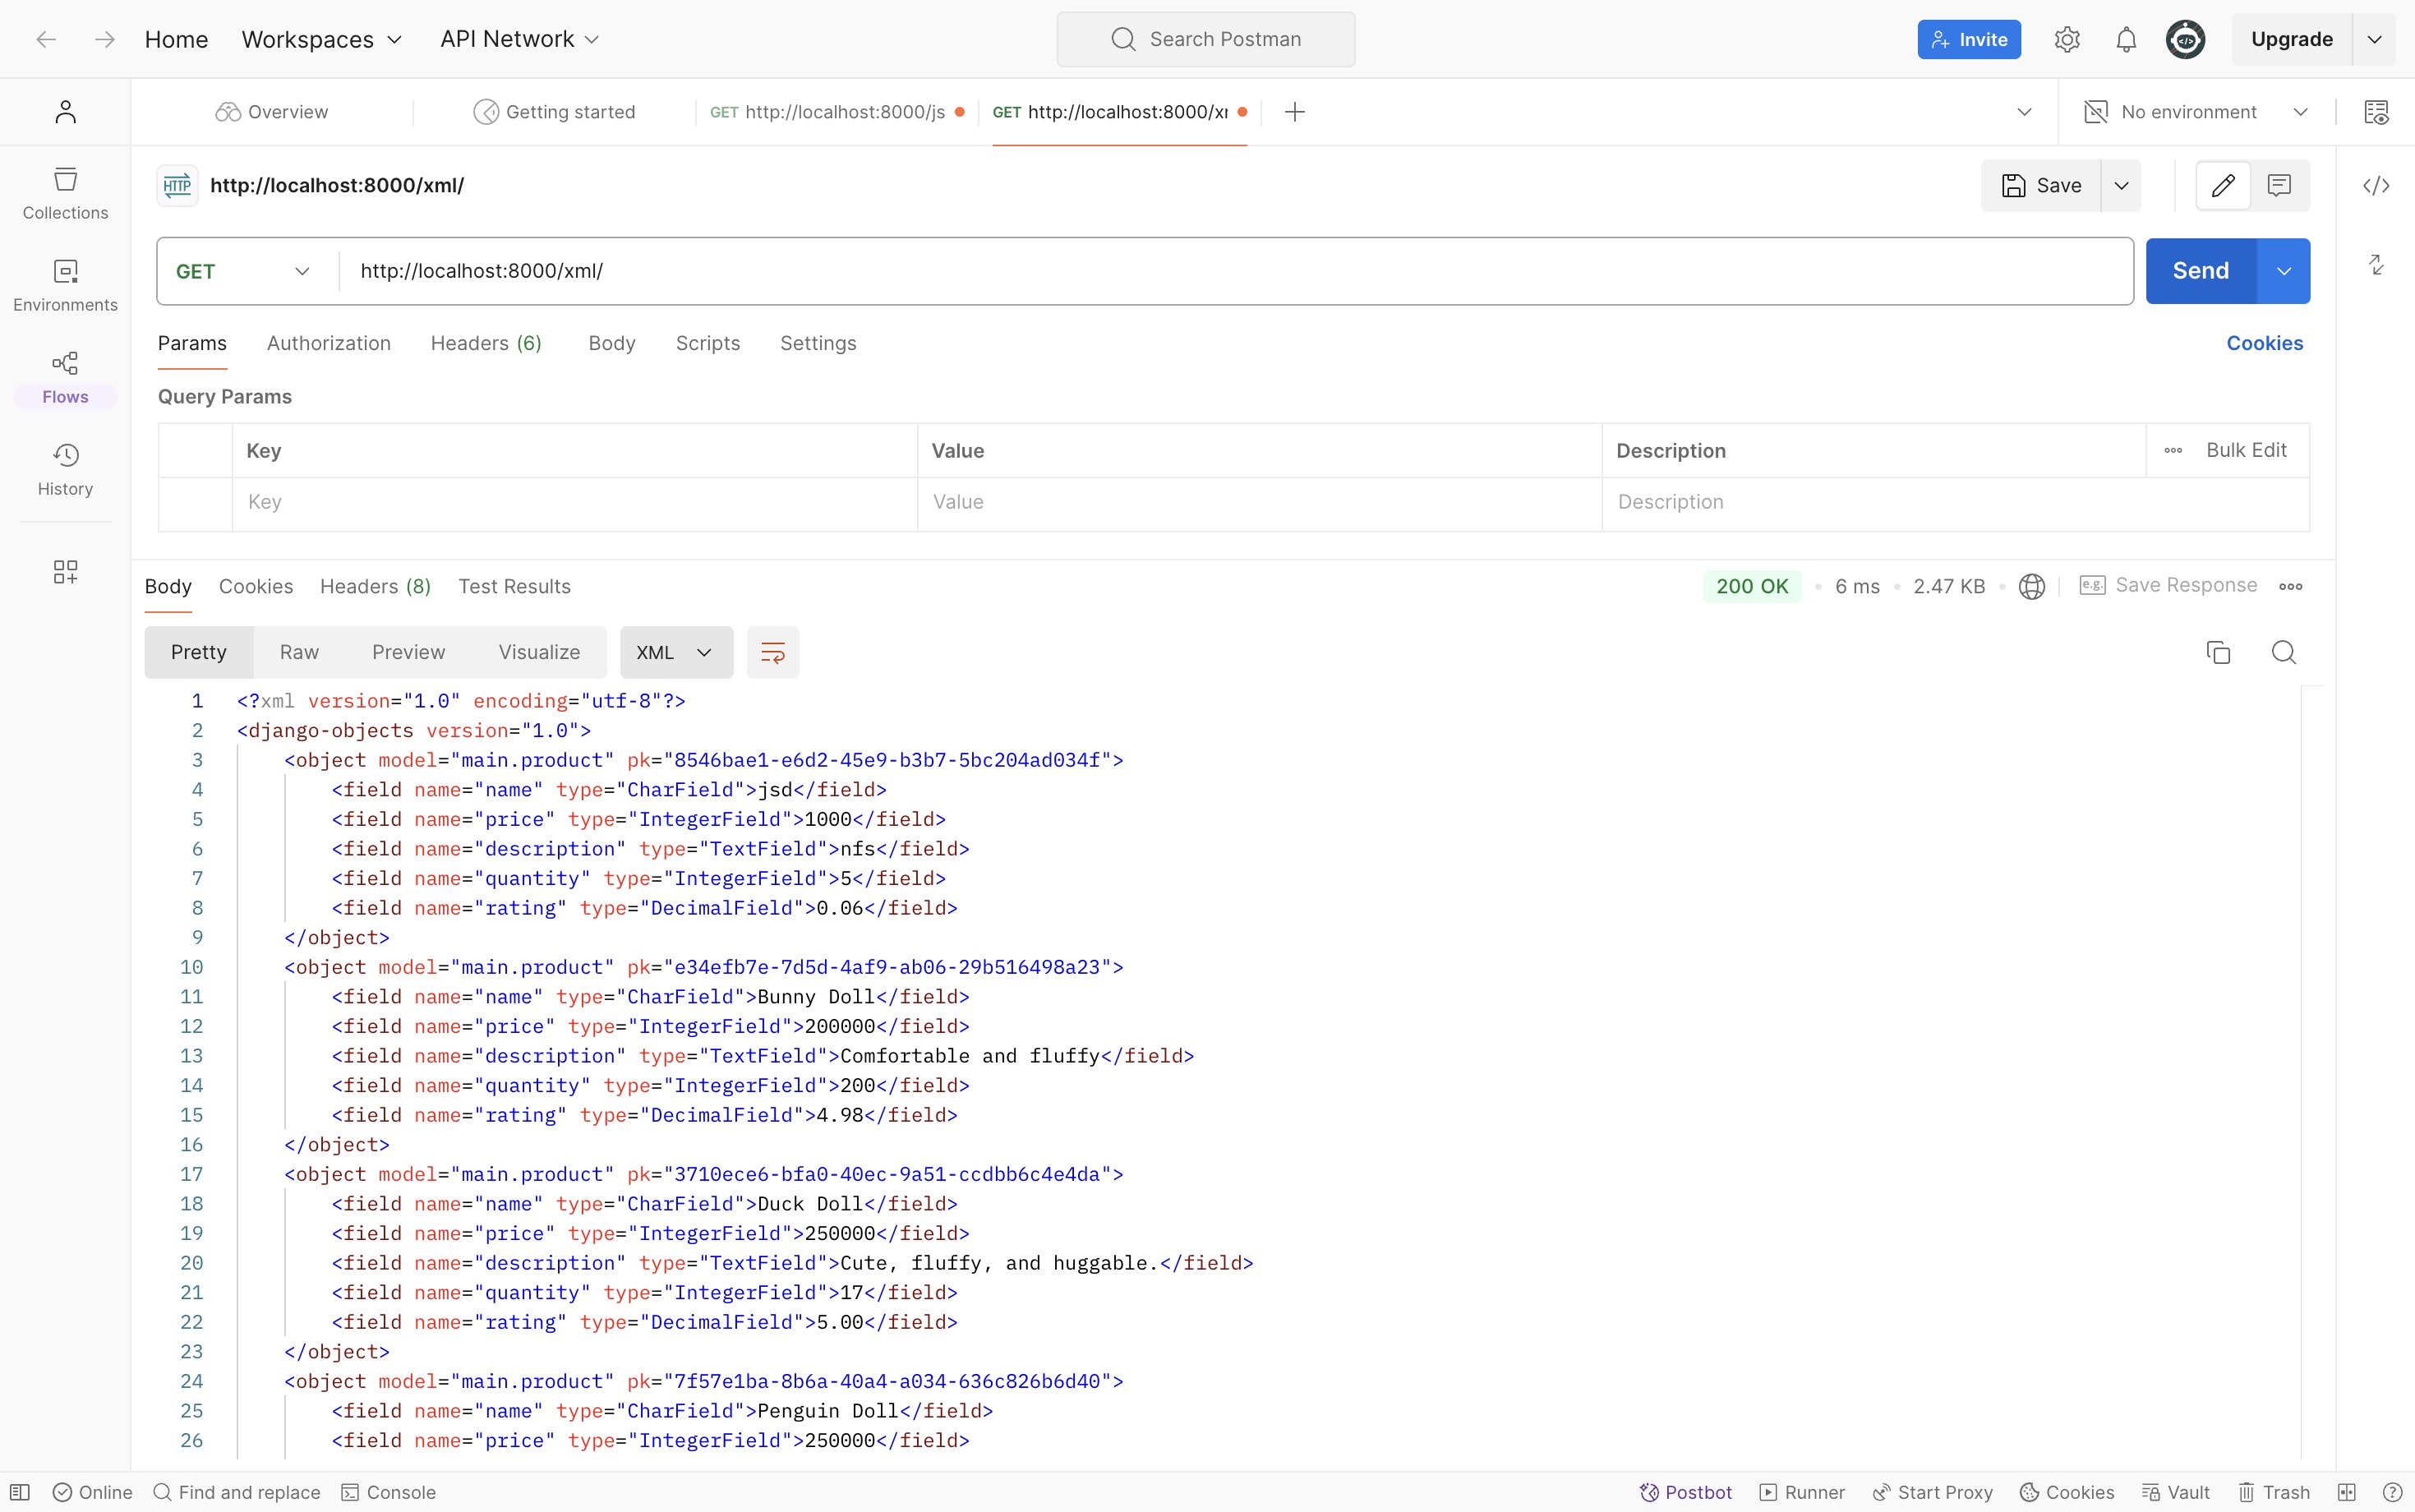 Home Workspaces API Network Search Postman Invite Upgrade
Overview Getting started GET http://localhost:8000/js GET http://localhost:8000/xr No environment
HTTP http://localhost:8000/xml/ Save
Collections
GET http://localhost:8000/xml/ Send
Environments
Params Authorization Headers (6) Body Scripts Settings Cookies
Flows
Query Params
Key Value Description Bulk Edit
History
Key Value Description
Body Cookies Headers (8) Test Results 200 OK 6 ms 2.47 KB e.g. Save Response
Pretty Raw Preview Visualize XML
1 <?xml version="1.0" encoding="utf-8"?>
2 <django-objects version="1.0">
3 <object model="main.product" pk="8546bae1-e6d2-45e9-b3b7-5bc204ad034f">
4 <field name="name" type="CharField">jsd</field>
5 <field name="price" type="IntegerField">1000</field>
6 <field name="description" type="TextField">nfs</field>
7 <field name="quantity" type="IntegerField">5</field>
8 <field name="rating" type="DecimalField">0.06</field>
9 </object>
10 <object model="main.product" pk="e34efb7e-7d5d-4af9-ab06-29b516498a23">
11 <field name="name" type="CharField">Bunny Doll</field>
12 <field name="price" type="IntegerField">200000</field>
13 <field name="description" type="TextField">Comfortable and fluffy</field>
14 <field name="quantity" type="IntegerField">200</field>
15 <field name="rating" type="DecimalField">4.98</field>
16 </object>
17 <object model="main.product" pk="3710ece6-bfa0-40ec-9a51-ccdbb6c4e4da">
18 <field name="name" type="CharField">Duck Doll</field>
19 <field name="price" type="IntegerField">250000</field>
20 <field name="description" type="TextField">Cute, fluffy, and huggable.</field>
21 <field name="quantity" type="IntegerField">17</field>
22 <field name="rating" type="DecimalField">5.00</field>
23 </object>
24 <object model="main.product" pk="7f57e1ba-8b6a-40a4-a034-636c826b6d40">
25 <field name="name" type="CharField">Penguin Doll</field>
26 <field name="price" type="IntegerField">250000</field>
Online Find and replace Console Postbot Runner Start Proxy Cookies Vault Trash